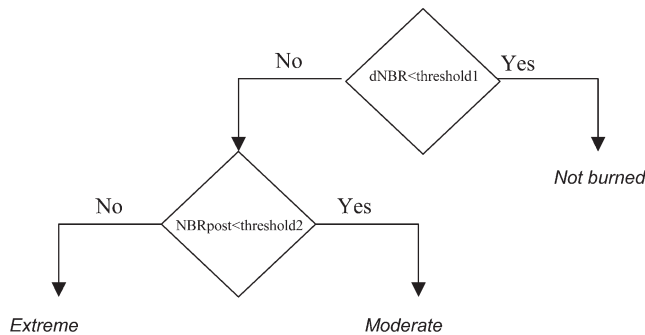 dNBR<threshold1
No
Yes
Not burned
NBRpost<threshold2
No
Yes
Extreme
Moderate